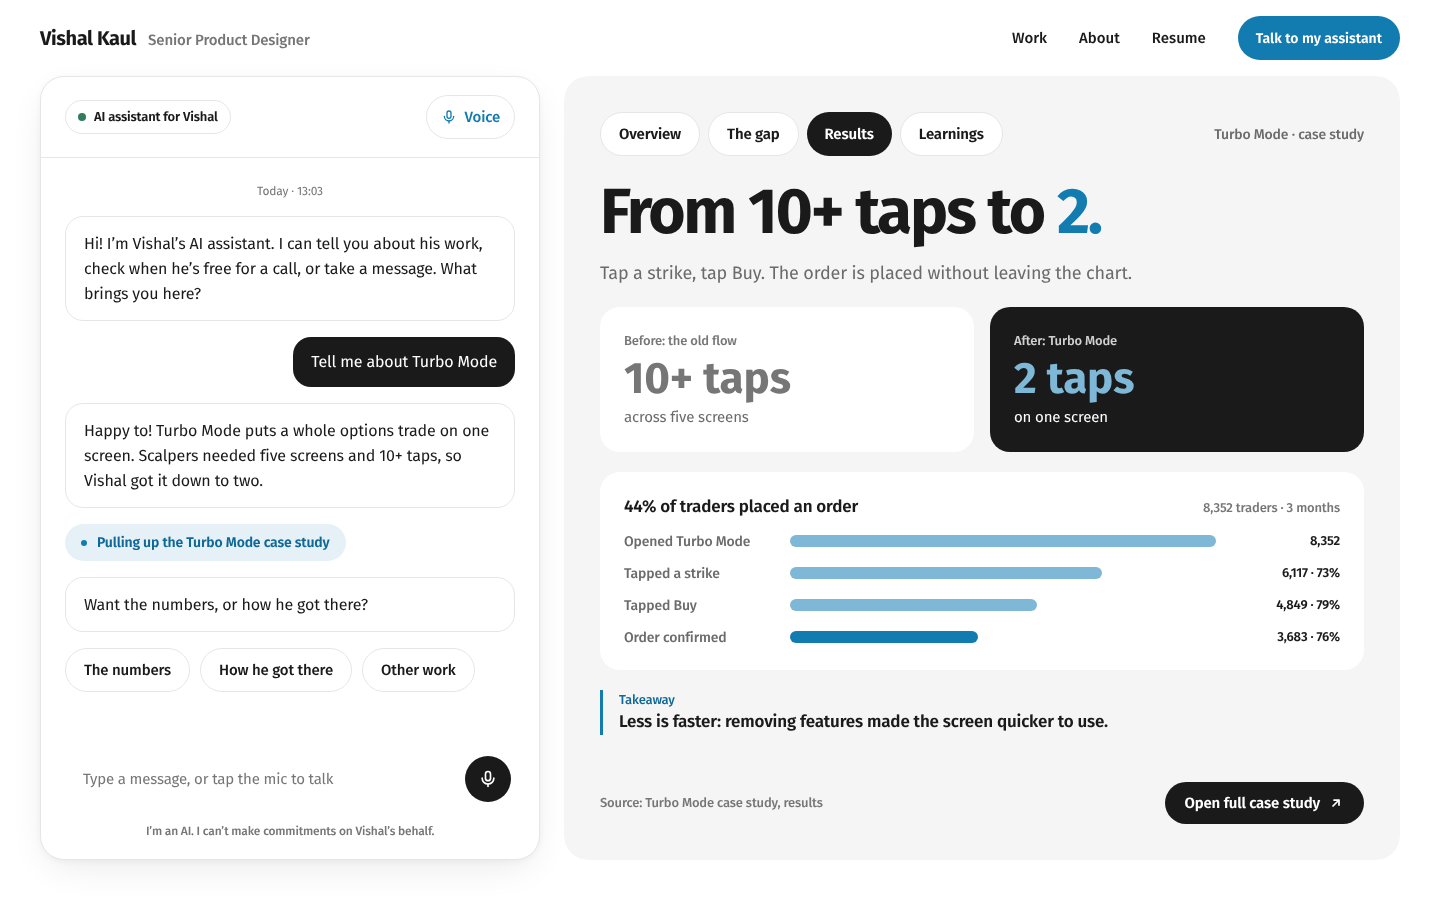 Vishal Kaul Senior Product Designer
Work About Resume Talk to my assistant
AI assistant for Vishal
Voice
Today · 13:03
Hi! I’m Vishal’s AI assistant. I can tell you about his work,
check when he’s free for a call, or take a message. What
brings you here?
Tell me about Turbo Mode
Happy to! Turbo Mode puts a whole options trade on one
screen. Scalpers needed five screens and 10+ taps, so
Vishal got it down to two.
Pulling up the Turbo Mode case study
Want the numbers, or how he got there?
The numbers How he got there Other work
Type a message, or tap the mic to talk
I’m an AI. I can’t make commitments on Vishal’s behalf.
Overview The gap Results Learnings
Turbo Mode · case study
From 10+ taps to 2.
Tap a strike, tap Buy. The order is placed without leaving the chart.
Before: the old flow
10+ taps
across five screens
After: Turbo Mode
2 taps
on one screen
44% of traders placed an order
8,352 traders · 3 months
Opened Turbo Mode 8,352
Tapped a strike 6,117 · 73%
Tapped Buy 4,849 · 79%
Order confirmed 3,683 · 76%
Takeaway
Less is faster: removing features made the screen quicker to use.
Source: Turbo Mode case study, results
Open full case study